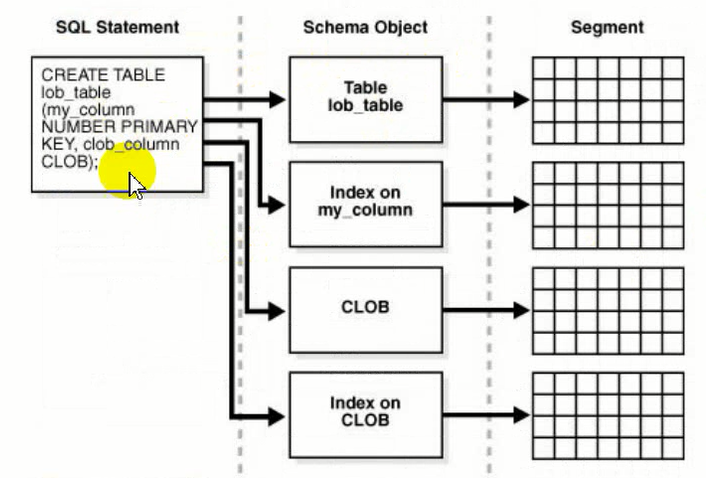 SQL Statement
Schema Object
Segment
CREATE TABLE
lob_table
(my_column
NUMBER PRIMARY
KEY, clob_column
CLOB);
Table
lob_table
Index on
my_column
CLOB
Index on
CLOB